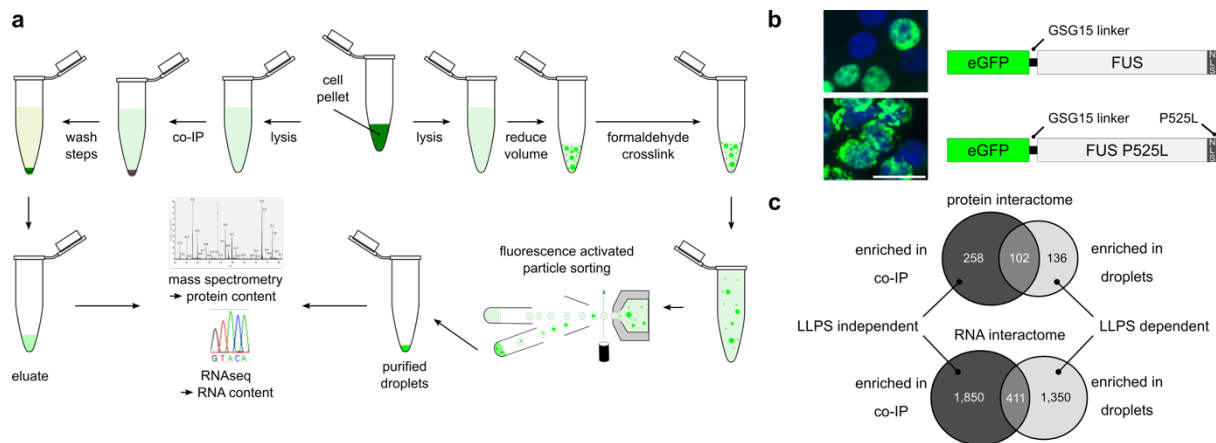 a
cell
pellet
wash
steps
co-IP
lysis
lysis
reduce
volume
formaldehyde
crosslink
mass spectrometry
→ protein content
G T A C A
RNAseq
→ RNA content
eluate
fluorescence activated
particle sorting
purified
droplets
b
GSG15 linker
eGFP
FUS
NLS
GSG15 linker
P525L
eGFP
FUS P525L
NLS
c
protein interactome
enriched in
co-IP
258
102
136
enriched in
droplets
LLPS independent
LLPS dependent
RNA interactome
enriched in
co-IP
1,850
411
1,350
enriched in
droplets